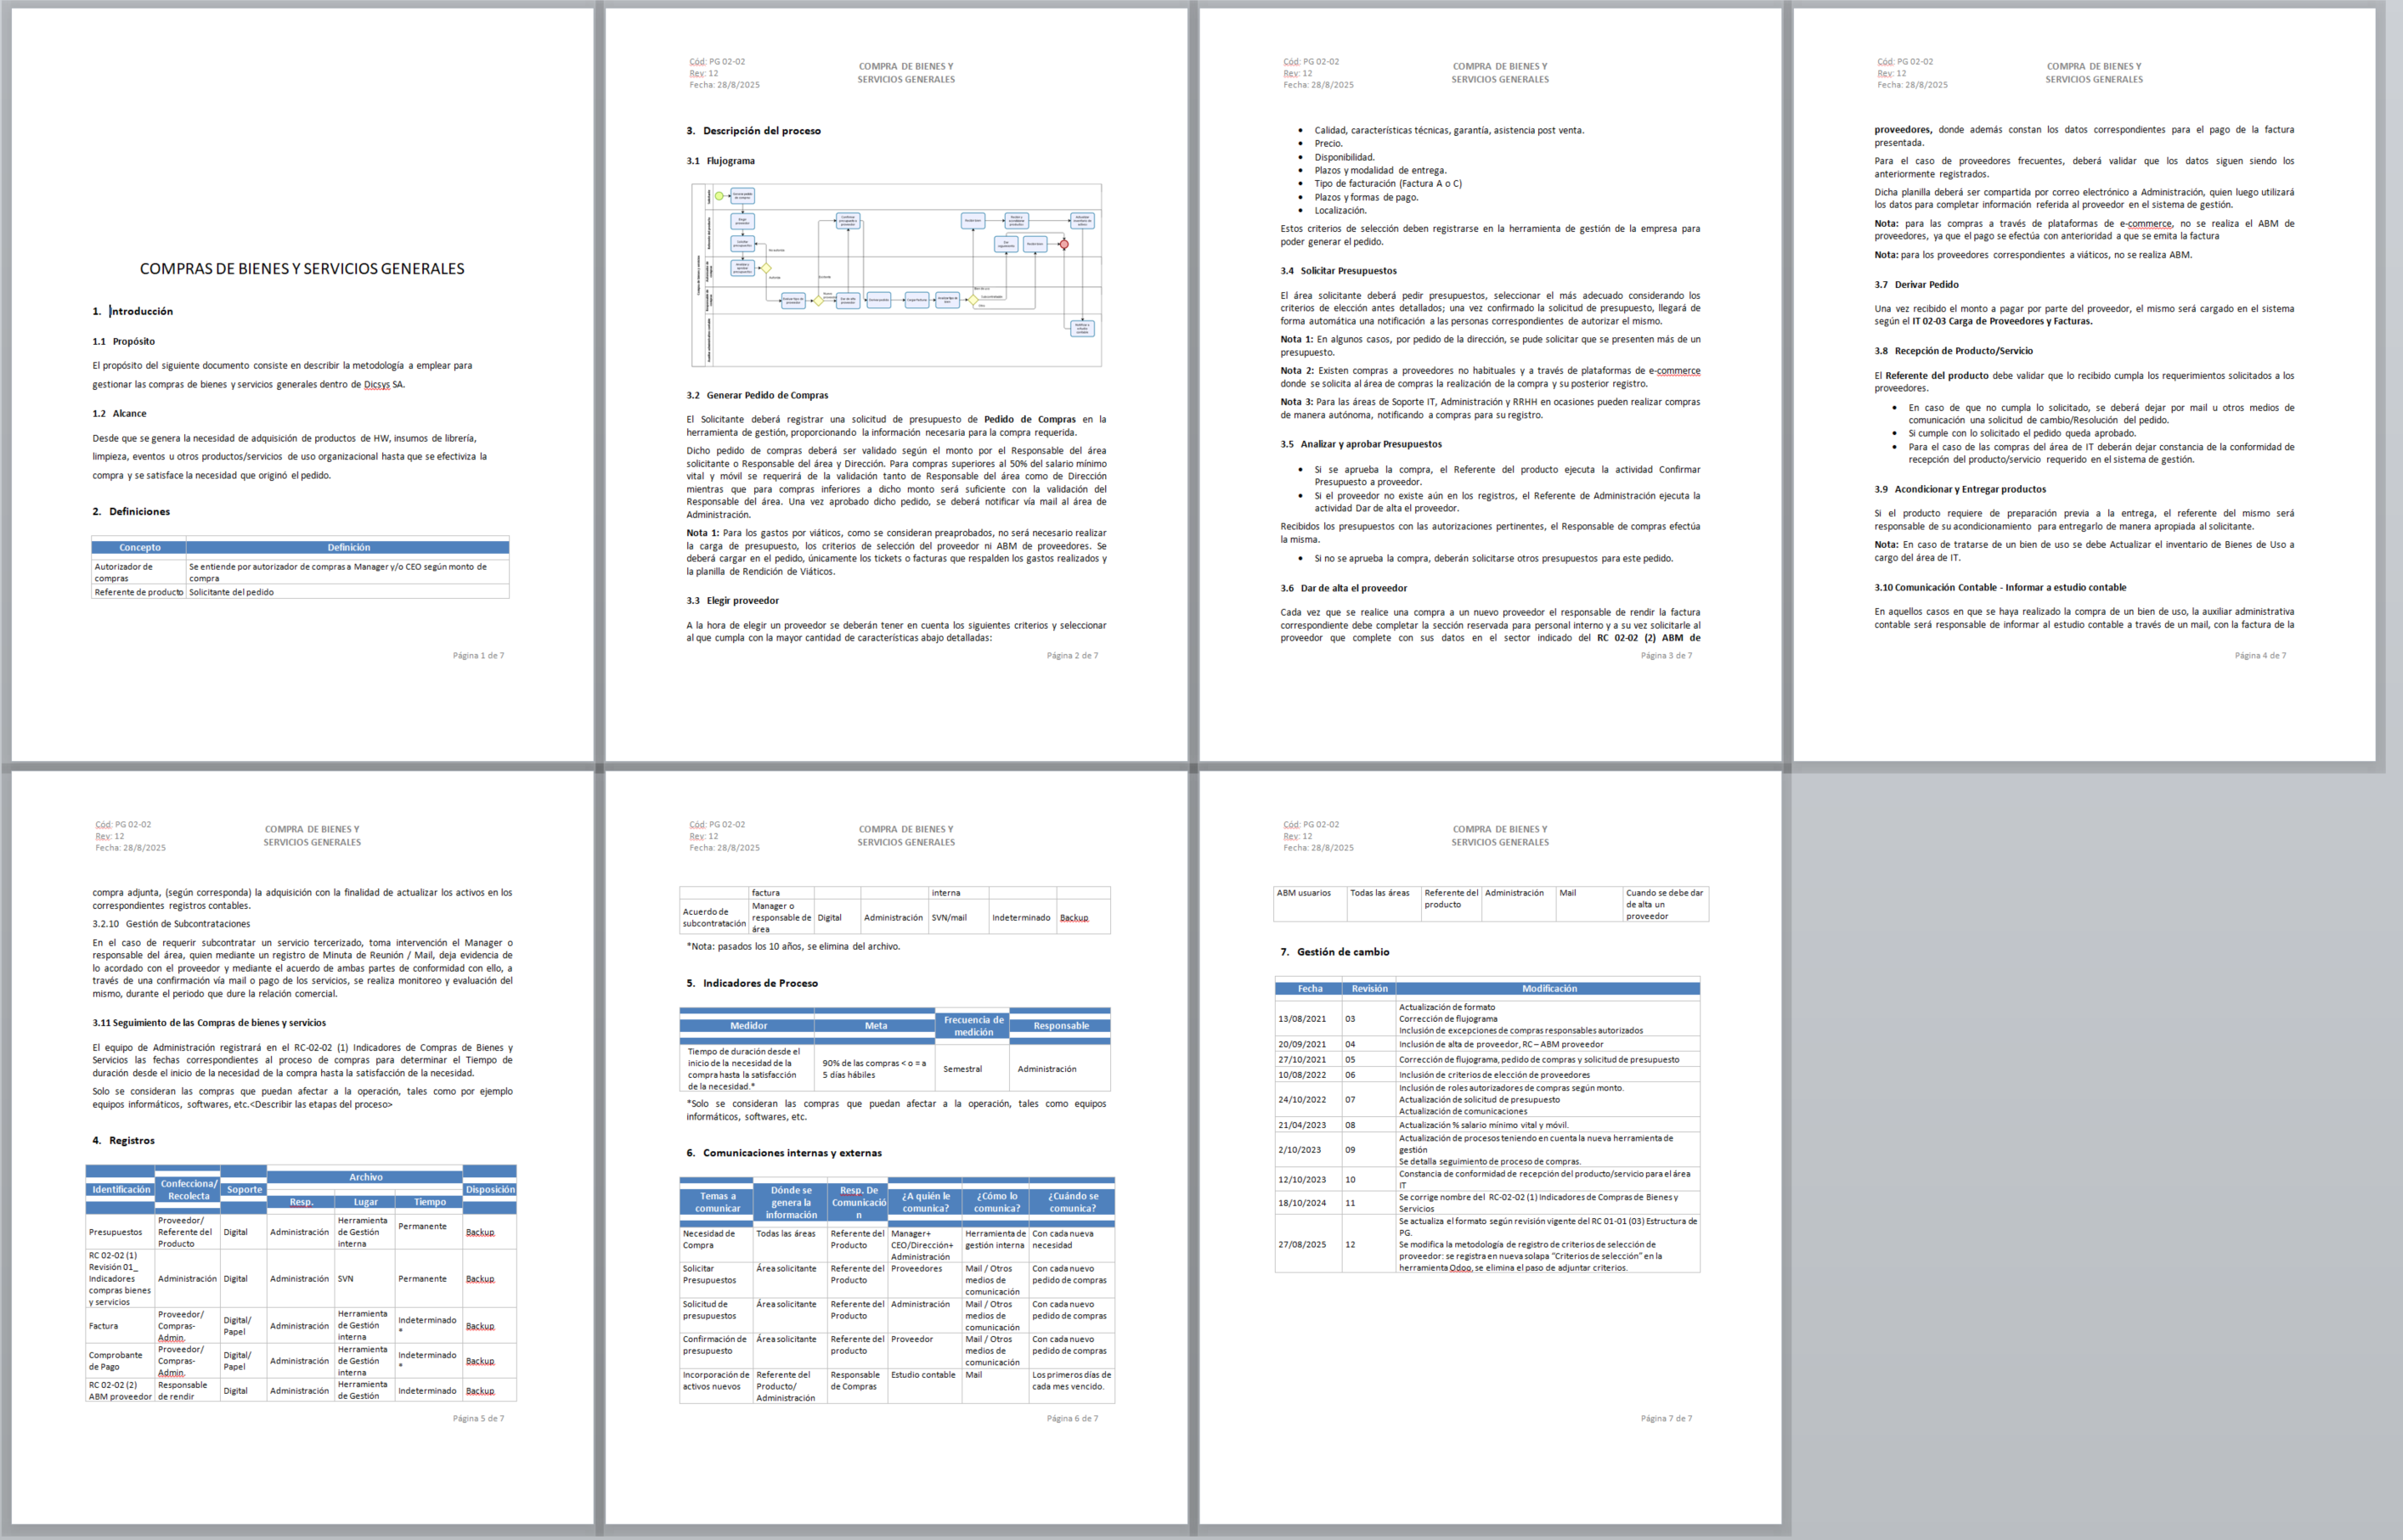 COMPRAS DE BIENES Y SERVICIOS GENERALES
1. Introducción
1.1 Propósito
El propósito del siguiente documento consiste en describir la metodología a emplear para
gestionar las compras de bienes y servicios generales dentro de Dicsys SA.
1.2 Alcance
Desde que se genera la necesidad de adquisición de productos de HW, insumos de librería,
limpieza, eventos u otros productos/servicios de uso organizacional hasta que se efectiviza la
compra y se satisface la necesidad que originó el pedido.
2. Definiciones
Concepto Definición
Autorizador de compras Se entiende por autorizador de compras a Manager y/o CEO según monto de compra
Referente de producto Solicitante del pedido
Página 1 de 7
Cód: PG 02-02
Rev: 12
Fecha: 28/8/2025
COMPRA DE BIENES Y
SERVICIOS GENERALES
3. Descripción del proceso
3.1 Flujograma
3.2 Generar Pedido de Compras
El Solicitante deberá registrar una solicitud de presupuesto de Pedido de Compras en la
herramienta de gestión, proporcionando la información necesaria para la compra requerida.
Dicho pedido de compras deberá ser validado según el monto por el Responsable del área
solicitante o Responsable del área y Dirección. Para compras superiores al 50% del salario mínimo
vital y móvil se requerirá de la validación tanto de Responsable del área como de Dirección
mientras que para compras inferiores a dicho monto será suficiente con la validación del
Responsable del área. Una vez aprobado dicho pedido, se deberá notificar vía mail al área de
Administración.
Nota 1: Para los gastos por viáticos, como se consideran preaprobados, no será necesario realizar
la carga de presupuesto, los criterios de selección del proveedor ni ABM de proveedores. Se
deberá cargar en el pedido, únicamente los tickets o facturas que respalden los gastos realizados y
la planilla de Rendición de Viáticos.
3.3 Elegir proveedor
A la hora de elegir un proveedor se deberán tener en cuenta los siguientes criterios y seleccionar
al que cumpla con la mayor cantidad de características abajo detalladas:
Página 2 de 7
Cód: PG 02-02
Rev: 12
Fecha: 28/8/2025
COMPRA DE BIENES Y
SERVICIOS GENERALES
• Calidad, características técnicas, garantía, asistencia post venta.
• Precio.
• Disponibilidad.
• Plazos y modalidad de entrega.
• Tipo de facturación (Factura A o C)
• Plazos y formas de pago.
• Localización.
Estos criterios de selección deben registrarse en la herramienta de gestión de la empresa para
poder generar el pedido.
3.4 Solicitar Presupuestos
El área solicitante deberá pedir presupuestos, seleccionar el más adecuado considerando los
criterios de elección antes detallados; una vez confirmado la solicitud de presupuesto, llegará de
forma automática una notificación a las personas correspondientes de autorizar el mismo.
Nota 1: En algunos casos, por pedido de la dirección, se pude solicitar que se presenten más de un
presupuesto.
Nota 2: Existen compras a proveedores no habituales y a través de plataformas de e-commerce
donde se solicita al área de compras la realización de la compra y su posterior registro.
Nota 3: Para las áreas de Soporte IT, Administración y RRHH en ocasiones pueden realizar compras
de manera autónoma, notificando a compras para su registro.
3.5 Analizar y aprobar Presupuestos
• Si se aprueba la compra, el Referente del producto ejecuta la actividad Confirmar
Presupuesto a proveedor.
• Si el proveedor no existe aún en los registros, el Referente de Administración ejecuta la
actividad Dar de alta el proveedor.
Recibidos los presupuestos con las autorizaciones pertinentes, el Responsable de compras efectúa
la misma.
• Si no se aprueba la compra, deberán solicitarse otros presupuestos para este pedido.
3.6 Dar de alta el proveedor
Cada vez que se realice una compra a un nuevo proveedor el responsable de rendir la factura
correspondiente debe completar la sección reservada para personal interno y a su vez solicitarle al
proveedor que complete con sus datos en el sector indicado del RC 02-02 (2) ABM de
Página 3 de 7
Cód: PG 02-02
Rev: 12
Fecha: 28/8/2025
COMPRA DE BIENES Y
SERVICIOS GENERALES
proveedores, donde además constan los datos correspondientes para el pago de la factura
presentada.
Para el caso de proveedores frecuentes, deberá validar que los datos siguen siendo los
anteriormente registrados.
Dicha planilla deberá ser compartida por correo electrónico a Administración, quien luego utilizará
los datos para completar información referida al proveedor en el sistema de gestión.
Nota: para las compras a través de plataformas de e-commerce, no se realiza el ABM de
proveedores, ya que el pago se efectúa con anterioridad a que se emita la factura
Nota: para los proveedores correspondientes a viáticos, no se realiza ABM.
3.7 Derivar Pedido
Una vez recibido el monto a pagar por parte del proveedor, el mismo será cargado en el sistema
según el IT 02-03 Carga de Proveedores y Facturas.
3.8 Recepción de Producto/Servicio
El Referente del producto debe validar que lo recibido cumpla los requerimientos solicitados a los
proveedores.
• En caso de que no cumpla lo solicitado, se deberá dejar por mail u otros medios de
comunicación una solicitud de cambio/Resolución del pedido.
• Si cumple con lo solicitado el pedido queda aprobado.
• Para el caso de las compras del área de IT deberán dejar constancia de la conformidad de
recepción del producto/servicio requerido en el sistema de gestión.
3.9 Acondicionar y Entregar productos
Si el producto requiere de preparación previa a la entrega, el referente del mismo será
responsable de su acondicionamiento para entregarlo de manera apropiada al solicitante.
Nota: En caso de tratarse de un bien de uso se debe Actualizar el inventario de Bienes de Uso a
cargo del área de IT.
3.10 Comunicación Contable - Informar a estudio contable
En aquellos casos en que se haya realizado la compra de un bien de uso, la auxiliar administrativa
contable será responsable de informar al estudio contable a través de un mail, con la factura de la
Página 4 de 7
Cód: PG 02-02
Rev: 12
Fecha: 28/8/2025
COMPRA DE BIENES Y
SERVICIOS GENERALES
compra adjunta, (según corresponda) la adquisición con la finalidad de actualizar los activos en los
correspondientes registros contables.
3.2.10 Gestión de Subcontrataciones
En el caso de requerir subcontratar un servicio tercerizado, toma intervención el Manager o
responsable del área, quien mediante un registro de Minuta de Reunión / Mail, deja evidencia de
lo acordado con el proveedor y mediante el acuerdo de ambas partes de conformidad con ello, a
través de una confirmación vía mail o pago de los servicios, se realiza monitoreo y evaluación del
mismo, durante el periodo que dure la relación comercial.
3.11 Seguimiento de las Compras de bienes y servicios
El equipo de Administración registrará en el RC-02-02 (1) Indicadores de Compras de Bienes y
Servicios las fechas correspondientes al proceso de compras para determinar el Tiempo de
duración desde el inicio de la necesidad de la compra hasta la satisfacción de la necesidad.
Solo se consideran las compras que puedan afectar a la operación, tales como por ejemplo
equipos informáticos, softwares, etc.<Describir las etapas del proceso>
4. Registros
Identificación Confecciona/ Recolecta Soporte Archivo Disposición
Resp. Lugar Tiempo
Presupuestos Proveedor/ Referente del Producto Digital Administración Herramienta de Gestión interna Permanente Backup
RC 02-02 (1) Revisión 01_ Indicadores compras bienes y servicios Administración Digital Administración SVN Permanente Backup
Factura Proveedor/ Compras- Admin. Digital/ Papel Administración Herramienta de Gestión interna Indeterminado * Backup
Comprobante de Pago Proveedor/ Compras- Admin. Digital/ Papel Administración Herramienta de Gestión interna Indeterminado * Backup
RC 02-02 (2) ABM proveedor Responsable de rendir Digital Administración Herramienta de Gestión Indeterminado Backup
Página 5 de 7
Cód: PG 02-02
Rev: 12
Fecha: 28/8/2025
COMPRA DE BIENES Y
SERVICIOS GENERALES
factura interna
Acuerdo de subcontratación Manager o responsable de área Digital Administración SVN/mail Indeterminado Backup
*Nota: pasados los 10 años, se elimina del archivo.
5. Indicadores de Proceso
Medidor Meta Frecuencia de medición Responsable
Tiempo de duración desde el inicio de la necesidad de la compra hasta la satisfacción de la necesidad.* 90% de las compras < o = a 5 días hábiles Semestral Administración
*Solo se consideran las compras que puedan afectar a la operación, tales como equipos
informáticos, softwares, etc.
6. Comunicaciones internas y externas
Temas a comunicar Dónde se genera la información Resp. De Comunicación ¿A quién le comunica? ¿Cómo lo comunica? ¿Cuándo se comunica?
Necesidad de Compra Todas las áreas Referente del Producto Manager+ CEO/Dirección+ Administración Herramienta de gestión interna Con cada nueva necesidad
Solicitar Presupuestos Área solicitante Referente del Producto Proveedores Mail / Otros medios de comunicación Con cada nuevo pedido de compras
Solicitud de presupuestos Área solicitante Referente del Producto Administración Mail / Otros medios de comunicación Con cada nuevo pedido de compras
Confirmación de presupuesto Área solicitante Referente del producto Proveedor Mail / Otros medios de comunicación Con cada nuevo pedido de compras
Incorporación de activos nuevos Referente del Producto/ Administración Responsable de Compras Estudio contable Mail Los primeros días de cada mes vencido.
Página 6 de 7
Cód: PG 02-02
Rev: 12
Fecha: 28/8/2025
COMPRA DE BIENES Y
SERVICIOS GENERALES
ABM usuarios Todas las áreas Referente del producto Administración Mail Cuando se debe dar de alta un proveedor
7. Gestión de cambio
Fecha Revisión Modificación
13/08/2021 03 Actualización de formato
Corrección de flujograma
Inclusión de excepciones de compras responsables autorizados
20/09/2021 04 Inclusión de alta de proveedor, RC – ABM proveedor
27/10/2021 05 Corrección de flujograma, pedido de compras y solicitud de presupuesto
10/08/2022 06 Inclusión de criterios de elección de proveedores
24/10/2022 07 Inclusión de roles autorizadores de compras según monto.
Actualización de solicitud de presupuesto
Actualización de comunicaciones
21/04/2023 08 Actualización % salario mínimo vital y móvil.
2/10/2023 09 Actualización de procesos teniendo en cuenta la nueva herramienta de
gestión
Se detalla seguimiento de proceso de compras.
12/10/2023 10 Constancia de conformidad de recepción del producto/servicio para el área
IT
18/10/2024 11 Se corrige nombre del RC-02-02 (1) Indicadores de Compras de Bienes y
Servicios
27/08/2025 12 Se actualiza el formato según revisión vigente del RC 01-01 (03) Estructura de
PG.
Se modifica la metodología de registro de criterios de selección de
proveedor: se registra en nueva solapa "Criterios de selección" en la
herramienta Odoo, se elimina el paso de adjuntar criterios.
Página 7 de 7